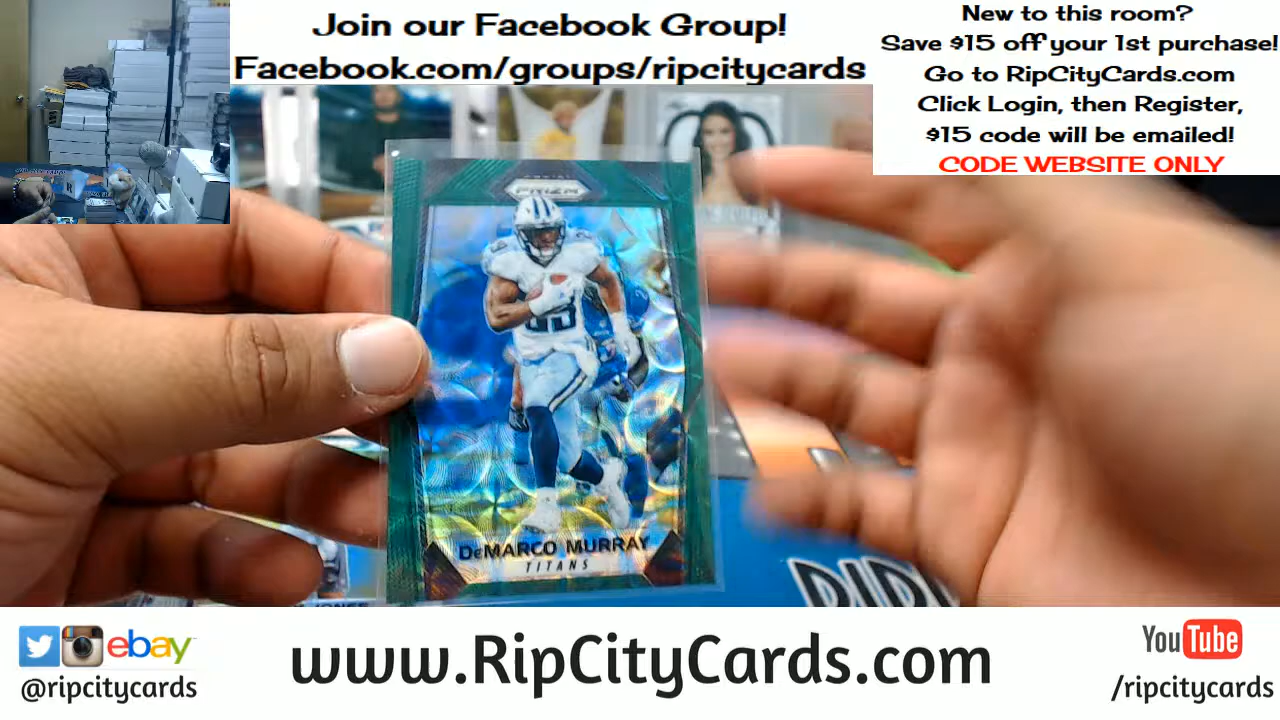 Join our Facebook Group!
Facebook.com/groups/ripcitycards
New to this room?
Save $15 off your 1st purchase!
Go to RipCityCards.com
Click Login, then Register,
$15 code will be emailed!
CODE WEBSITE ONLY
PANINI
PRIZM
DeMARCO MURRAY
TITANS
ebay
@ripcitycards
www.RipCityCards.com
YouTube
/ripcitycards